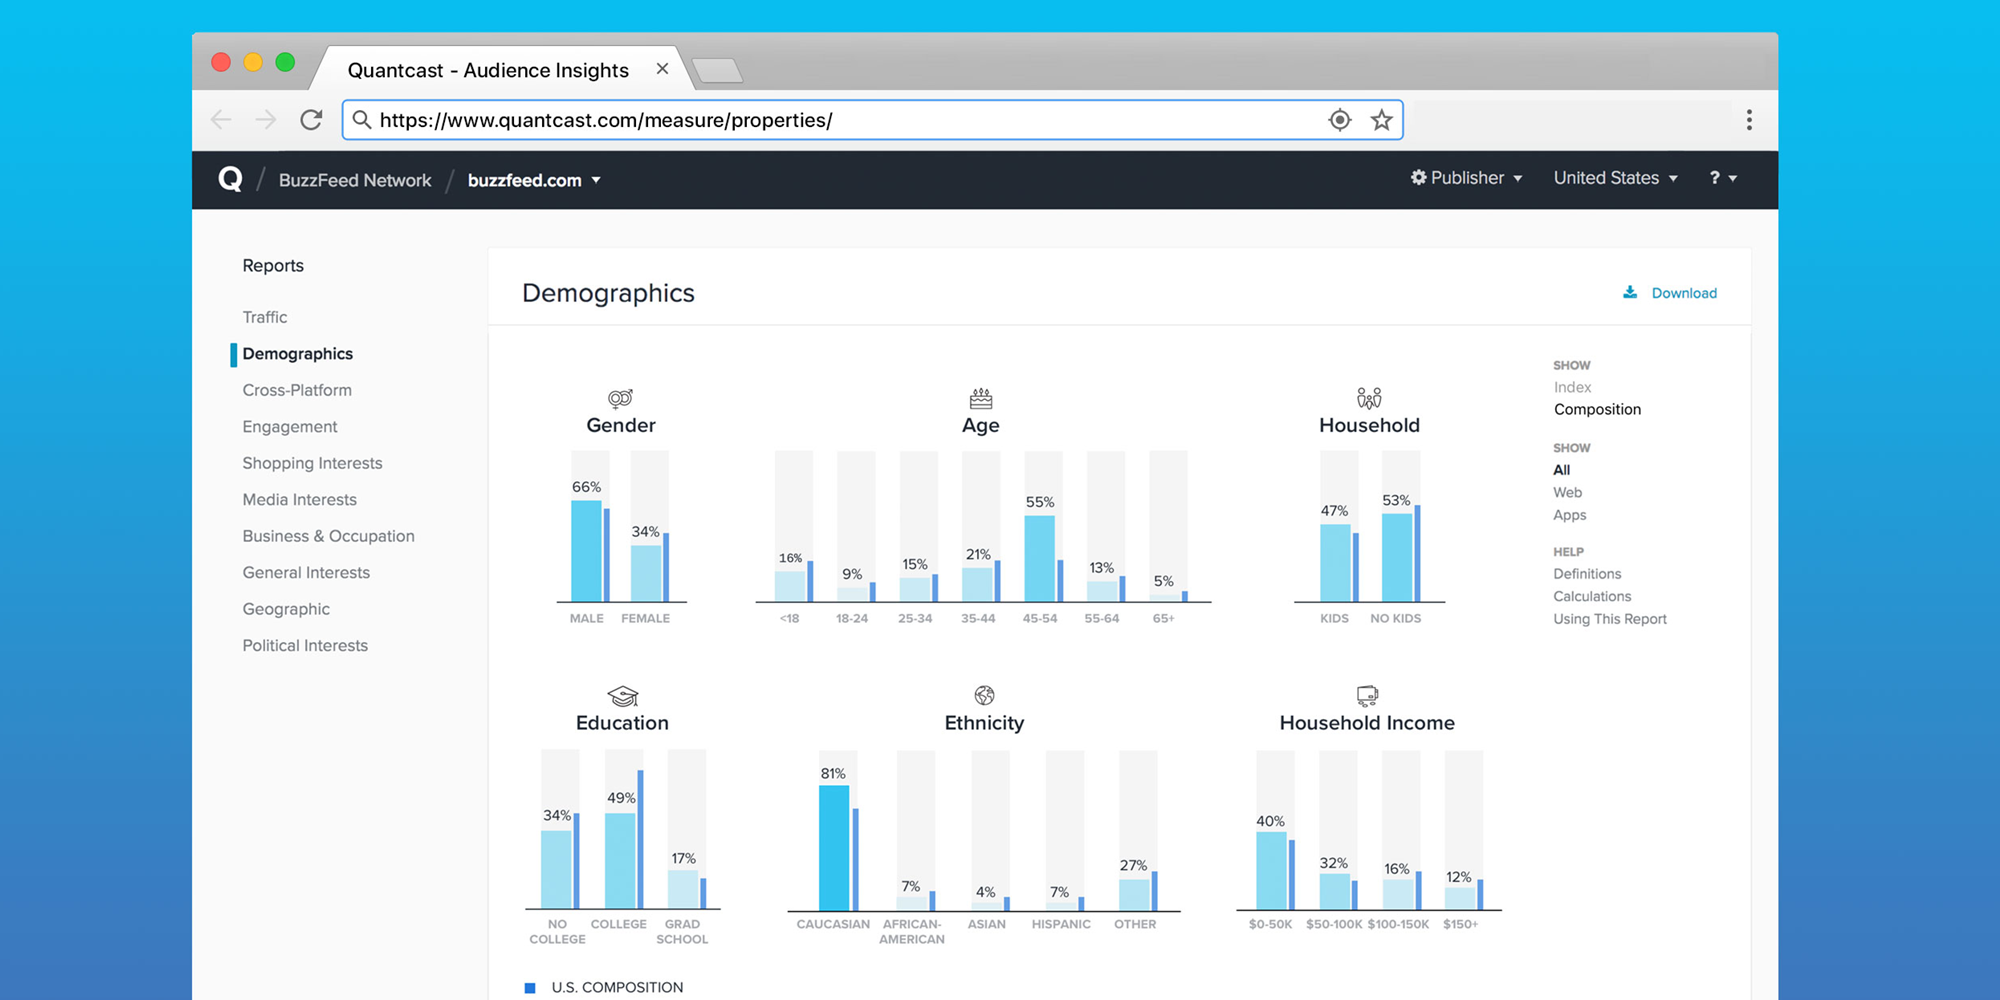 Quantcast - Audience Insights
https://www.quantcast.com/measure/properties/
Q / BuzzFeed Network / buzzfeed.com
Publisher
United States
?
Reports
Traffic
Demographics
Cross-Platform
Engagement
Shopping Interests
Media Interests
Business & Occupation
General Interests
Geographic
Political Interests
Demographics
Download
Gender
66%
34%
MALE FEMALE
Age
16% 9% 15% 21% 55% 13% 5%
<18 18-24 25-34 35-44 45-54 55-64 65+
Household
47% 53%
KIDS NO KIDS
SHOW
Index
Composition
SHOW
All
Web
Apps
HELP
Definitions
Calculations
Using This Report
Education
34% 49% 17%
NO COLLEGE GRAD
COLLEGE SCHOOL
Ethnicity
81% 7% 4% 7% 27%
CAUCASIAN AFRICAN- ASIAN HISPANIC OTHER
AMERICAN
Household Income
40% 32% 16% 12%
$0-50K $50-100K $100-150K $150+
U.S. COMPOSITION